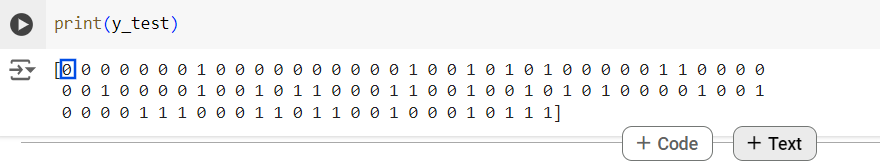 print(y_test)
[0 0 0 0 0 0 0 1 0 0 0 0 0 0 0 0 0 0 1 0 0 1 0 1 0 1 0 0 0 0 0 1 1 0 0 0 0
0 0 1 0 0 0 0 1 0 0 1 0 1 1 0 0 0 1 1 0 0 1 0 0 1 0 1 0 1 0 0 0 0 1 0 0 1
0 0 0 0 1 1 1 0 0 0 1 1 0 1 1 0 0 1 0 0 0 1 0 1 1 1]
+ Code + Text